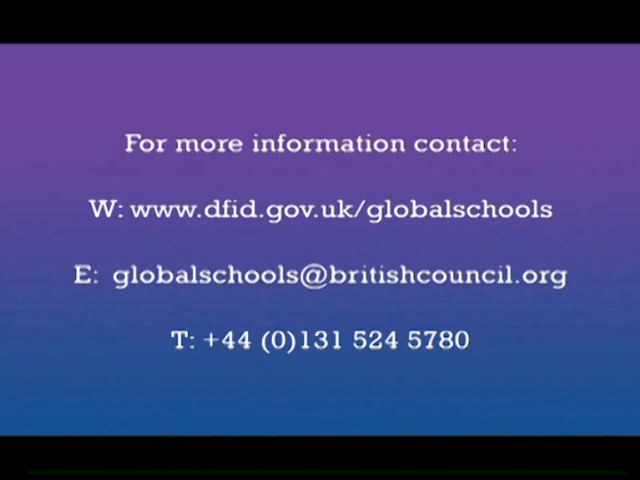 For more information contact:
W: www.dfid.gov.uk/globalschools
E: globalschools@britishcouncil.org
T: +44 (0)131 524 5780